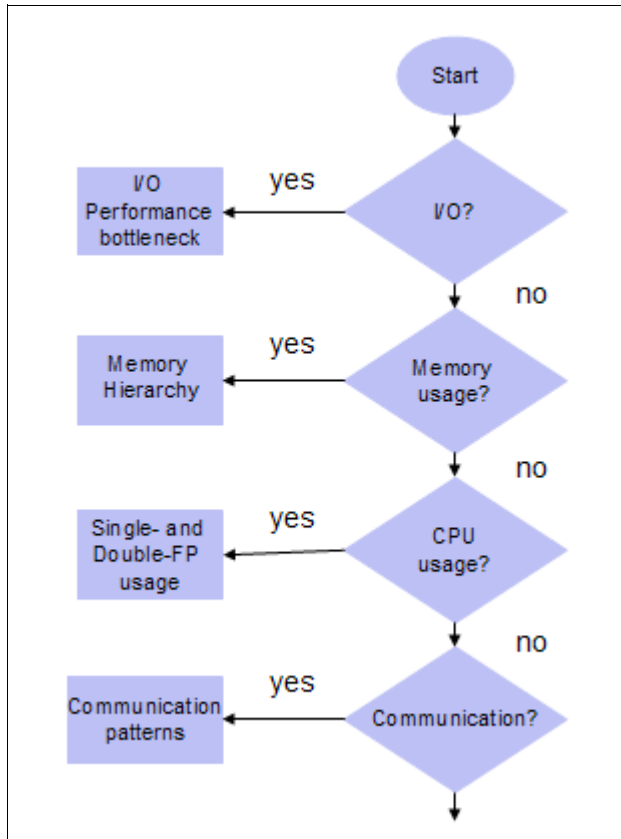 Start
yes
I/O
Performance
bottleneck
I/O?
no
yes
Memory
Hierarchy
Memory
usage?
no
yes
Single- and
Double-FP
usage
CPU
usage?
no
yes
Communication
patterns
Communication?